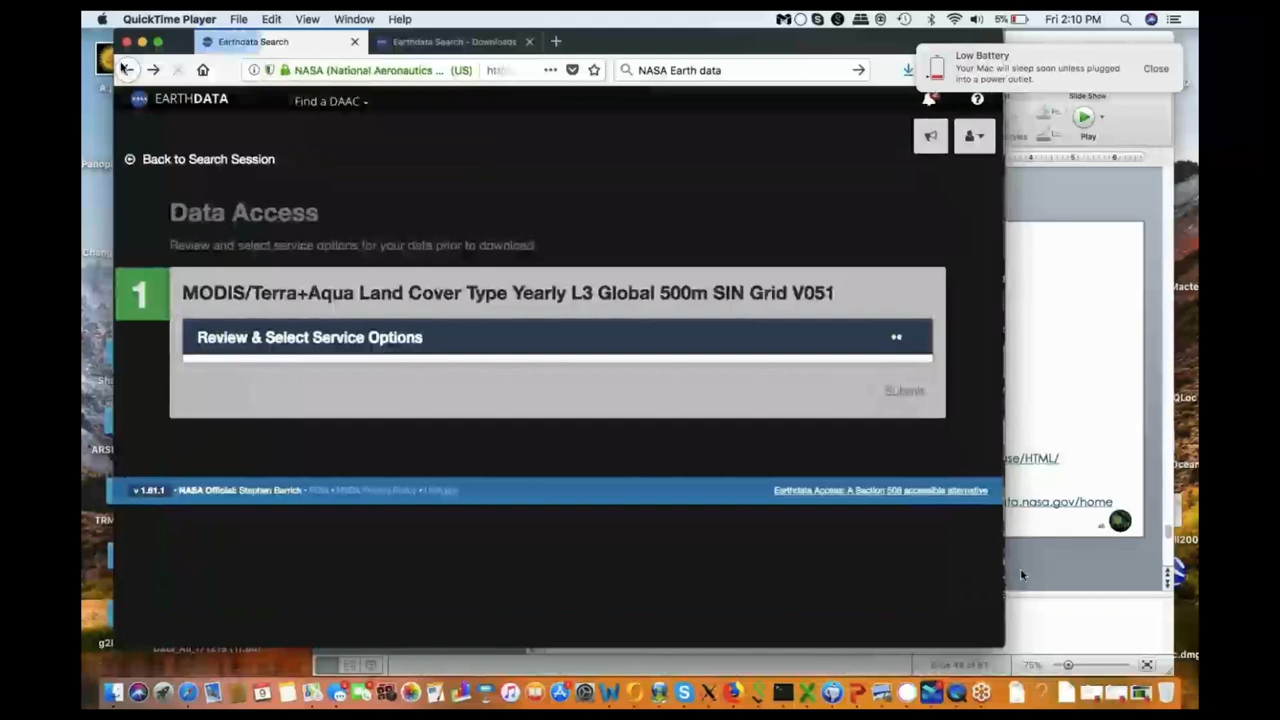 QuickTime Player File Edit View Window Help
5% Fri 2:10 PM
Earthdata Search
Earthdata Search - Downloads
NASA (National Aeronautics ... (US)
NASA Earth data
Low Battery
Your Mac will sleep soon unless plugged
into a power outlet.
Close
EARTHDATA
Find a DAAC
Slide Show
Play
Back to Search Session
Data Access
Review and select service options for your data prior to download
1
MODIS/Terra+Aqua Land Cover Type Yearly L3 Global 500m SIN Grid V051
Review & Select Service Options
Submit
v 1.61.1 • NASA Official: Stephen Berrick
Earthdata Access: A Section 508 accessible alternative
se/HTML/
ta.nasa.gov/home
75%